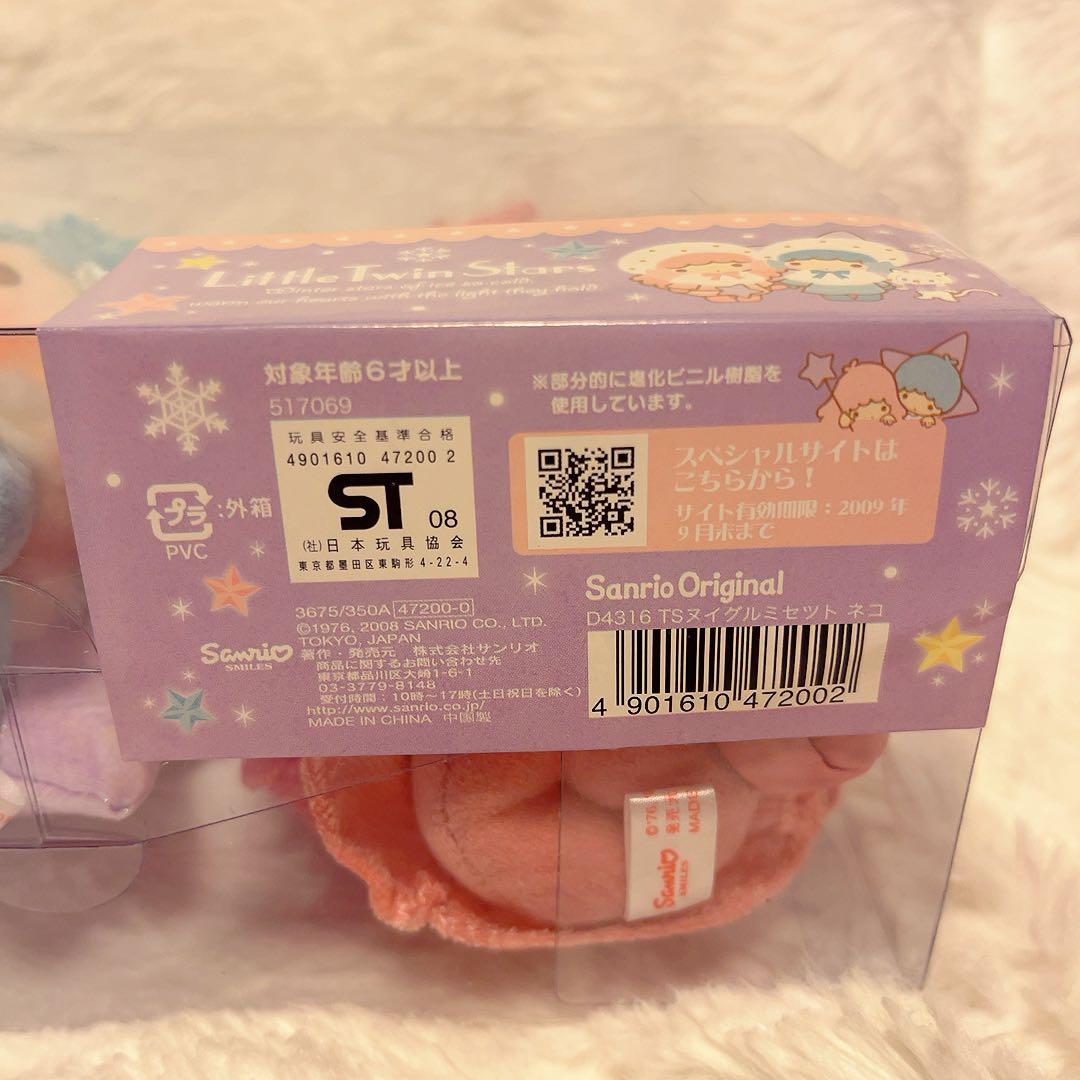 Little Twin Stars
stars of ice so cold,
warm our hearts with the light they hold.
対象年齢6才以上
517069
玩具安全基準合格
4901610 47200 2
ST 08
(社)日本玩具協会
東京都墨田区東駒形 4-22-4
プラ
:外箱
PVC
※部分的に塩化ビニル樹脂を
使用しています。
スペシャルサイトは
こちらから!
サイト有効期限:2009年
9月末まで
Sanrio
SMILES
3675/350A 47200-0
©1976, 2008 SANRIO CO., LTD.
TOKYO, JAPAN
著作・発売元 株式会社サンリオ
商品に関するお問い合わせ先
東京都品川区大崎1-6-1
03-3779-8148
受付時間:10時〜17時(土日祝日を除く)
http://www.sanrio.co.jp/
MADE IN CHINA 中国製
Sanrio Original
D4316 TSヌイグルミセツト ネコ
4 901610 472002
©'76
発売
MADE
Sanrio
SMILES